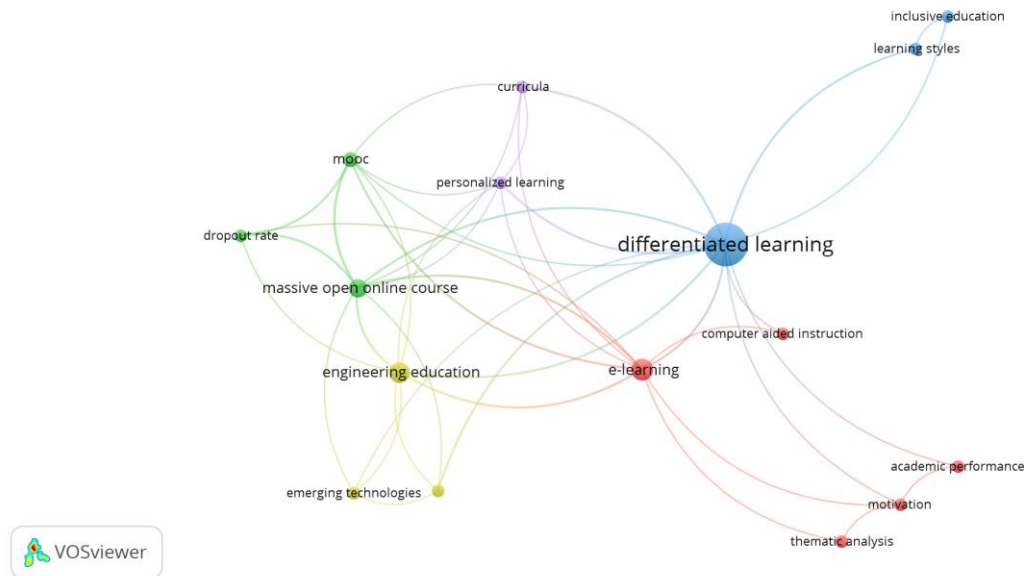 inclusive education
learning styles
curricula
mooc
personalized learning
dropout rate
differentiated learning
massive open online course
computer aided instruction
engineering education
e-learning
academic performance
emerging technologies
motivation
thematic analysis
VOSviewer